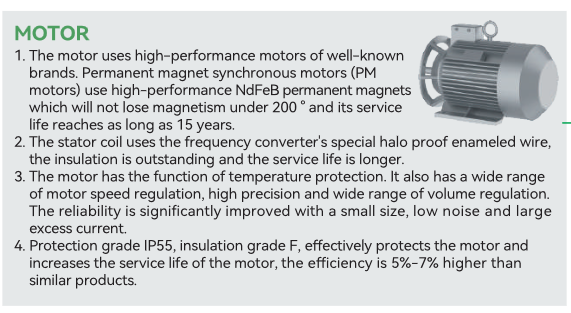 MOTOR
1. The motor uses high-performance motors of well-known
brands. Permanent magnet synchronous motors (PM
motors) use high-performance NdFeB permanent magnets
which will not lose magnetism under 200 ° and its service
life reaches as long as 15 years.
2. The stator coil uses the frequency converter's special halo proof enameled wire,
the insulation is outstanding and the service life is longer.
3. The motor has the function of temperature protection. It also has a wide range
of motor speed regulation, high precision and wide range of volume regulation.
The reliability is significantly improved with a small size, low noise and large
excess current.
4. Protection grade IP55, insulation grade F, effectively protects the motor and
increases the service life of the motor, the efficiency is 5%-7% higher than
similar products.